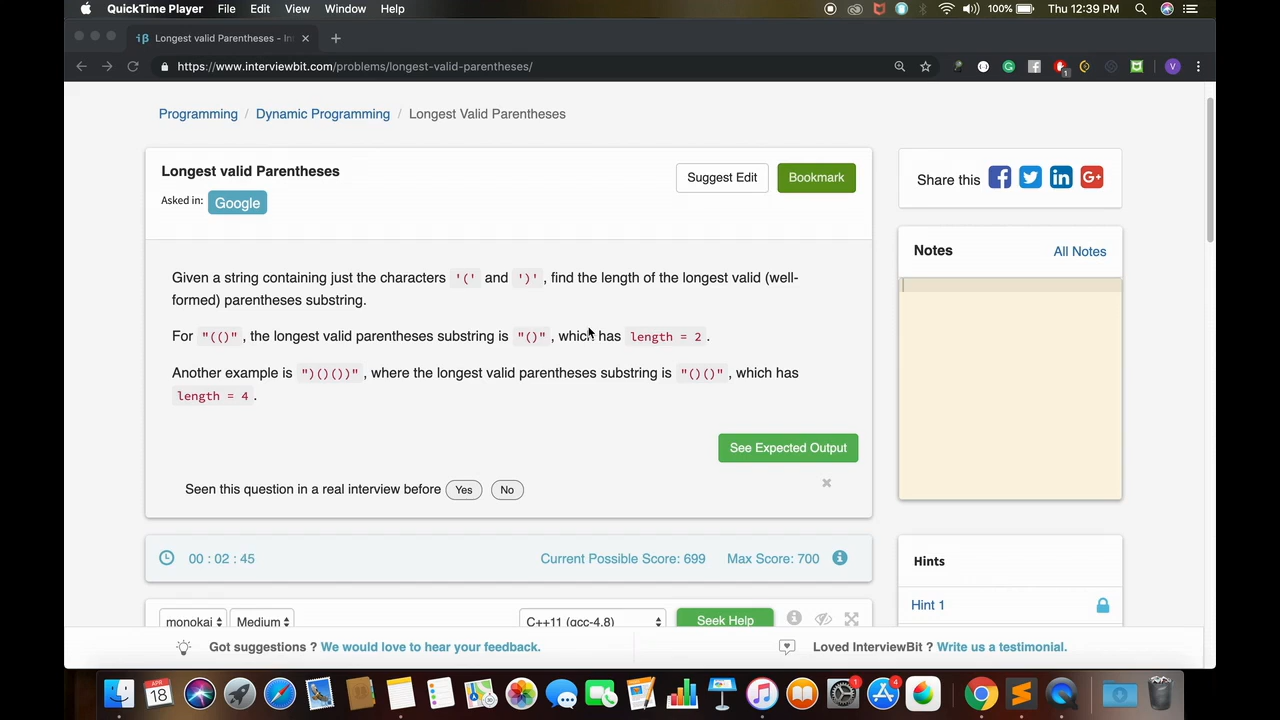 QuickTime Player File Edit View Window Help 100% Thu 12:39 PM
Longest valid Parentheses - In
https://www.interviewbit.com/problems/longest-valid-parentheses/
V
Programming / Dynamic Programming / Longest Valid Parentheses
Longest valid Parentheses
Suggest Edit
Bookmark
Asked in: Google
Share this
Given a string containing just the characters '(' and ')', find the length of the longest valid (well-
formed) parentheses substring.
For "(()", the longest valid parentheses substring is "()", which has length = 2.
Another example is ")()())", where the longest valid parentheses substring is "()()", which has
length = 4.
See Expected Output
Seen this question in a real interview before Yes No
Notes
All Notes
00 : 02 : 45
Current Possible Score: 699
Max Score: 700
Hints
Hint 1
monokai
Medium
C++11 (gcc-4.8)
Seek Help
Got suggestions ? We would love to hear your feedback.
Loved InterviewBit ? Write us a testimonial.